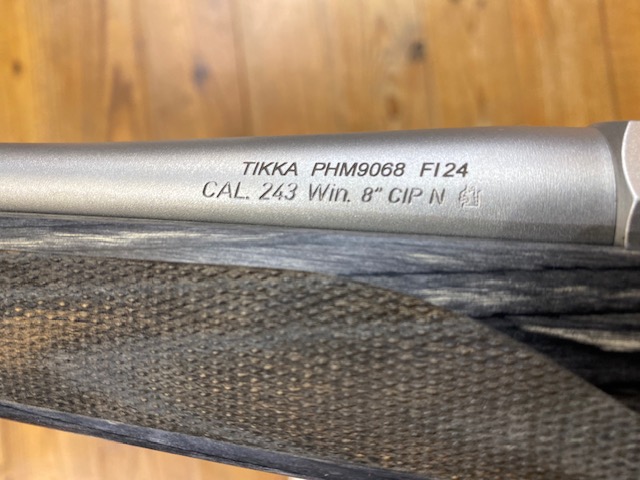 TIKKA PHM9068 FI24
CAL. 243 Win. 8" CIP N